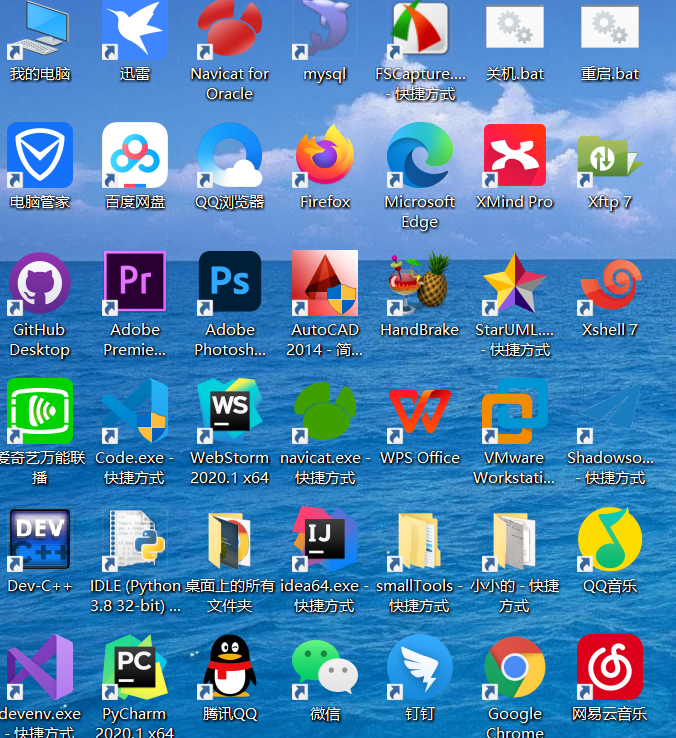 我的电脑
迅雷
Navicat for
Oracle
mysql
FSCapture....
- 快捷方式
关机.bat
重启.bat
电脑管家
百度网盘
QQ浏览器
Firefox
Microsoft
Edge
XMind Pro
Xftp 7
GitHub
Desktop
Pr
Adobe
Premie...
Ps
Adobe
Photosh...
AutoCAD
2014 - 简...
HandBrake
StarUML....
- 快捷方式
Xshell 7
爱奇艺万能联
播
Code.exe -
快捷方式
WS
WebStorm
2020.1 x64
navicat.exe -
快捷方式
WPS Office
VMware
Workstati...
Shadowso...
- 快捷方式
DEV
C++
Dev-C++
IDLE (Python
3.8 32-bit) ...
桌面上的所有
文件夹
IJ
idea64.exe -
快捷方式
smallTools -
快捷方式
小小的 - 快捷
方式
QQ音乐
devenv.exe
- 快捷方式
PC
PyCharm
2020.1 x64
腾讯QQ
微信
钉钉
Google
Chrome
网易云音乐